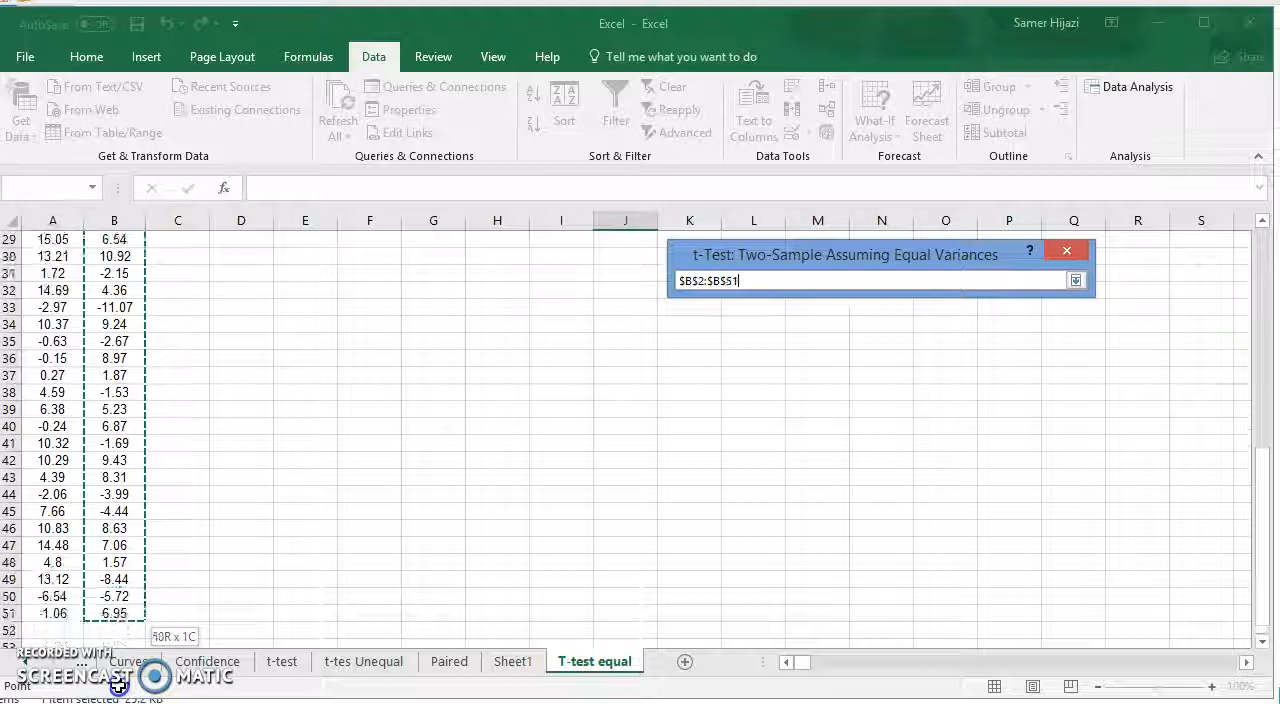 AutoSave Off Excel - Excel Samer Hijazi
File Home Insert Page Layout Formulas Data Review View Help Tell me what you want to do Share
Get Data From Text/CSV Recent Sources
From Web Existing Connections
From Table/Range
Get & Transform Data
Refresh All Queries & Connections
Properties
Edit Links
Queries & Connections
Sort Filter Clear
Reapply
Advanced
Sort & Filter
Text to Columns
Data Tools
What-If Analysis Forecast Sheet
Forecast
Group
Ungroup
Subtotal
Outline
Data Analysis
Analysis
fx
A B C D E F G H I J K L M N O P Q R S
t-Test: Two-Sample Assuming Equal Variances ?
29 15.05 6.54
30 13.21 10.92
31 1.72 -2.15
32 14.69 4.36
33 -2.97 -11.07
34 10.37 9.24
35 -0.63 -2.67
36 -0.15 8.97
37 0.27 1.87
38 4.59 -1.53
39 6.38 5.23
40 -0.24 6.87
41 10.32 -1.69
42 10.29 9.43
43 4.39 8.31
44 -2.06 -3.99
45 7.66 -4.44
46 10.83 8.63
47 14.48 7.06
48 4.8 1.57
49 13.12 -8.44
50 -6.54
51 -1.06 6.95
52
Curves Confidence t-test t-tes Unequal Paired Sheet1 T-test equal
RECORDED WITH
SCREENCAST MATIC
Point 100%
1 item selected 25.2 KB